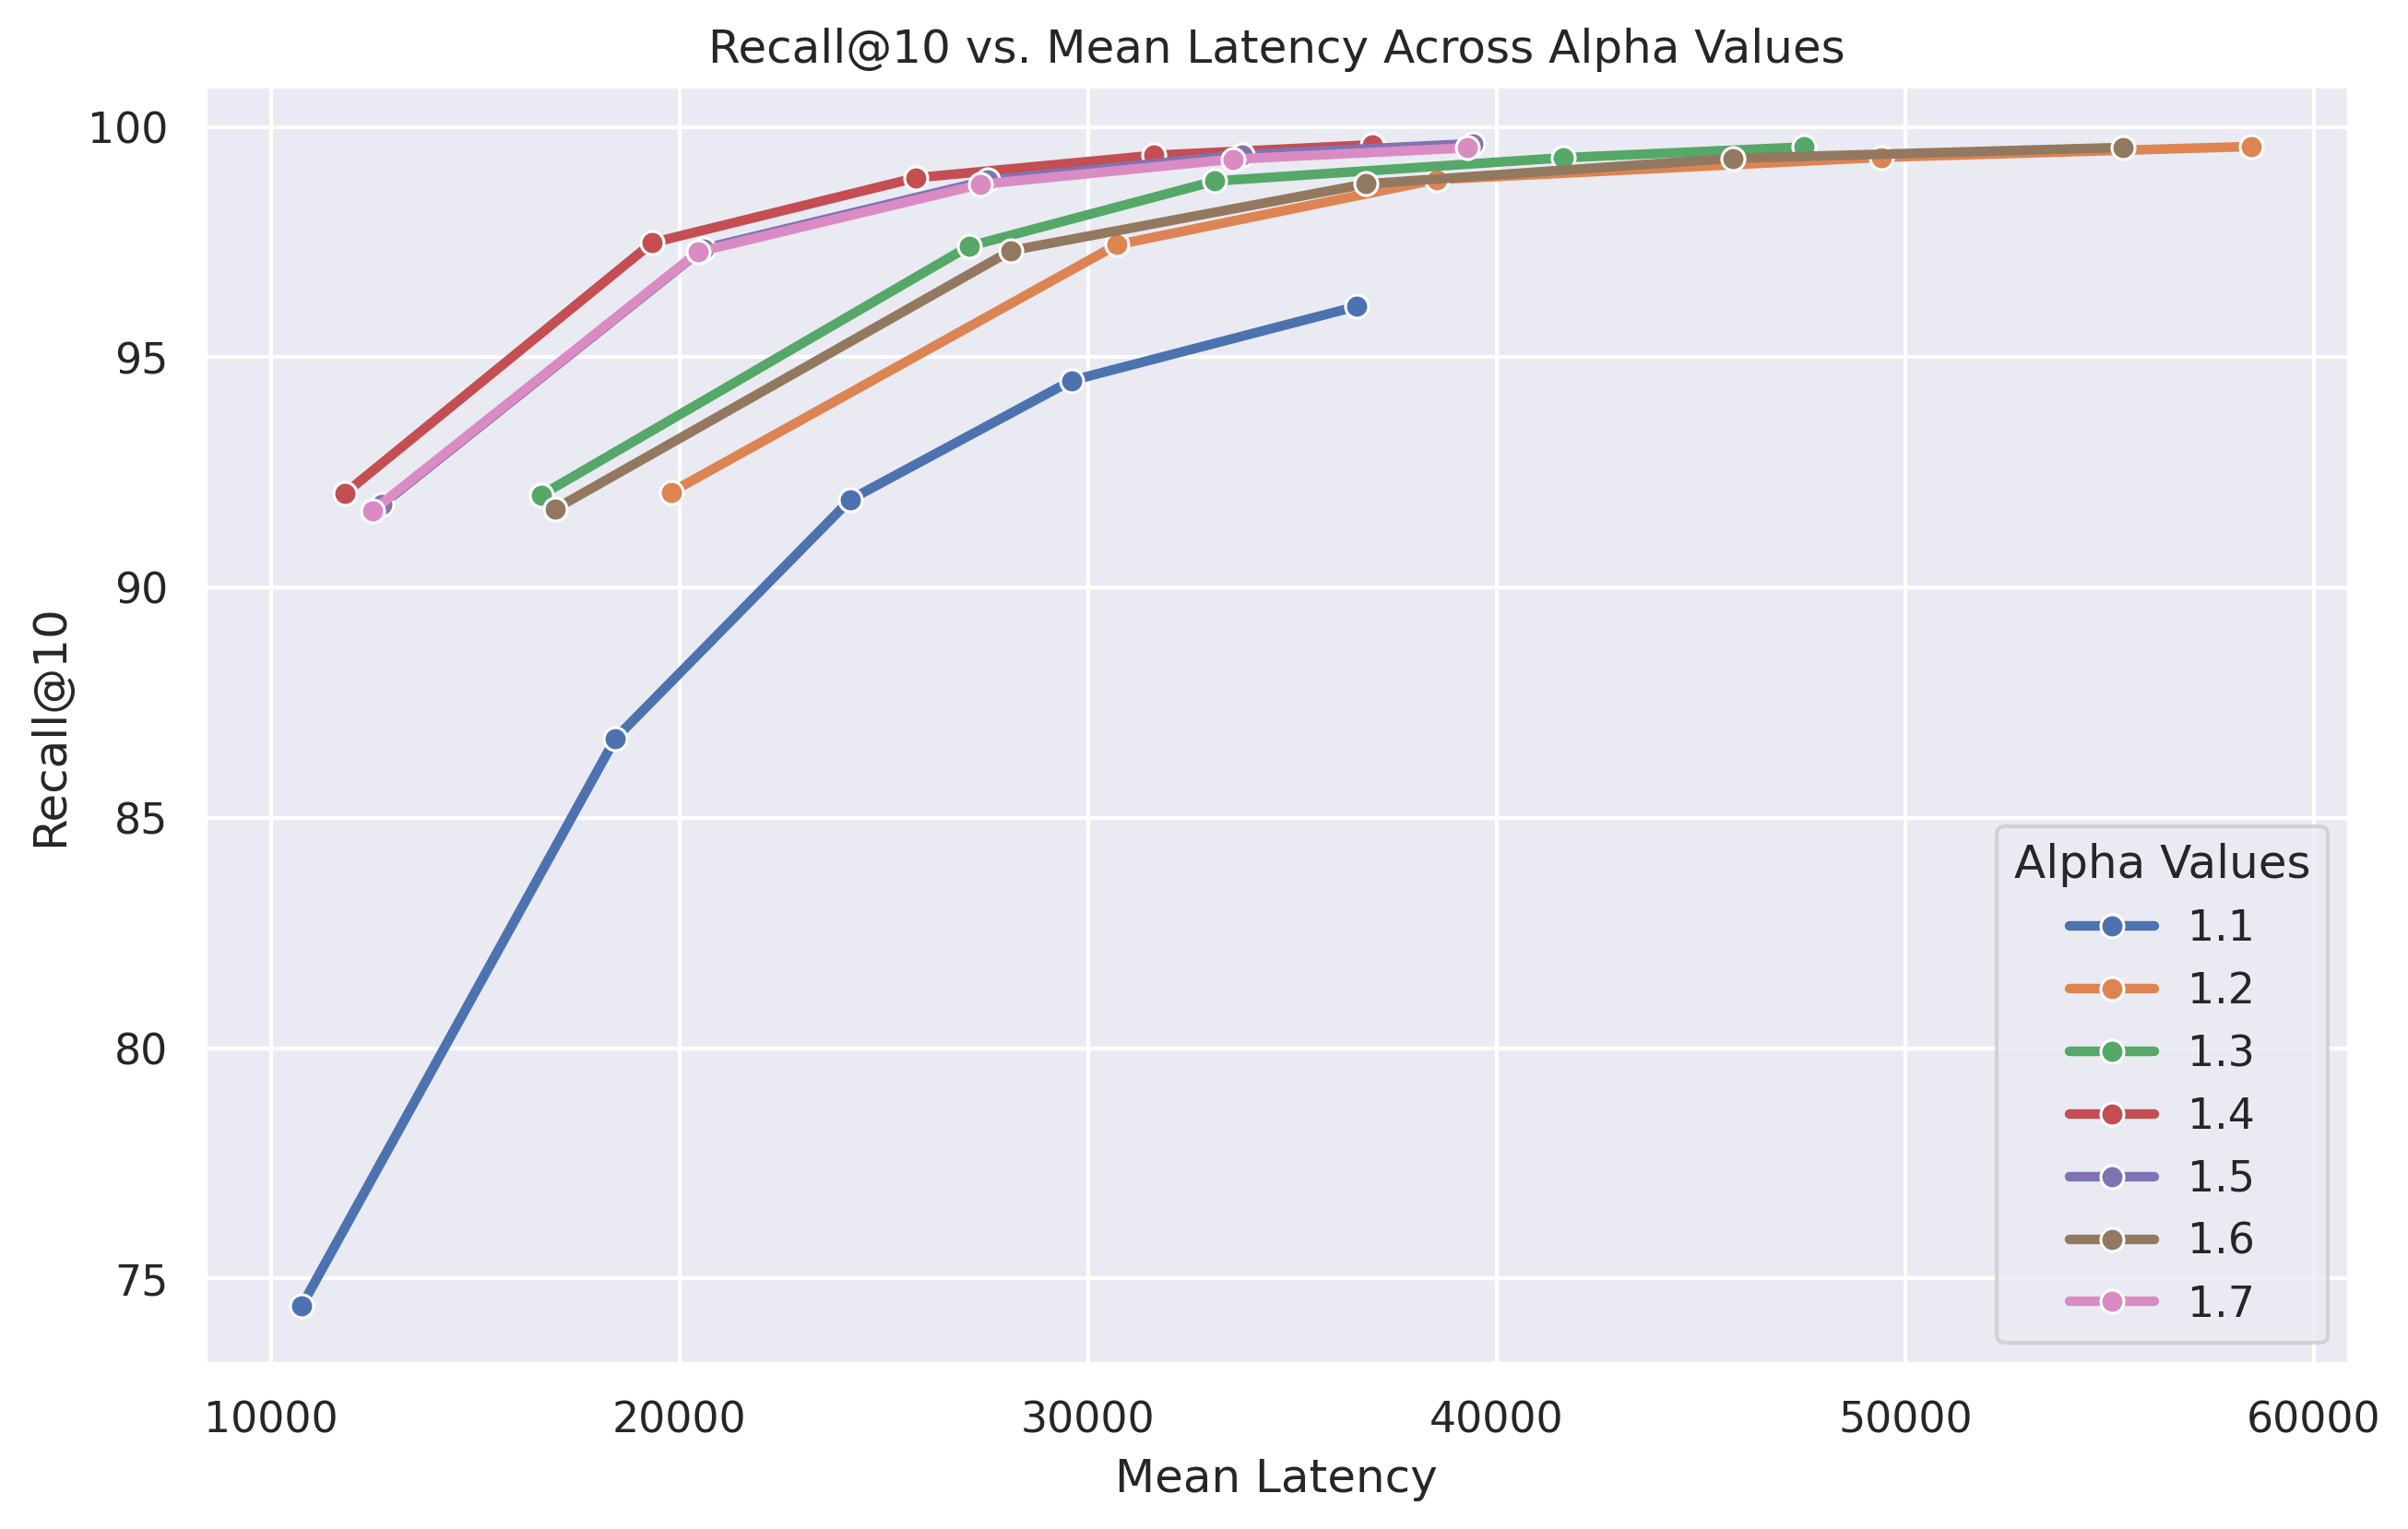 Recall@10 vs. Mean Latency Across Alpha Values
100
95
90
85
80
75
Recall@10
10000 20000 30000 40000 50000 60000
Mean Latency
Alpha Values
1.1
1.2
1.3
1.4
1.5
1.6
1.7